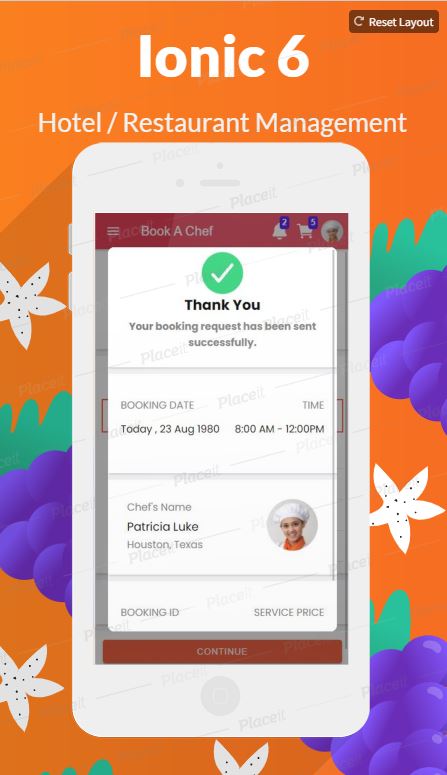 Reset Layout
Ionic 6
Hotel / Restaurant Management
Book A Chef
2
5
Thank You
Your booking request has been sent
successfully.
BOOKING DATE TIME
Today , 23 Aug 1980 8:00 AM - 12:00PM
Chef's Name
Patricia Luke
Houston, Texas
BOOKING ID SERVICE PRICE
CONTINUE
Placeit